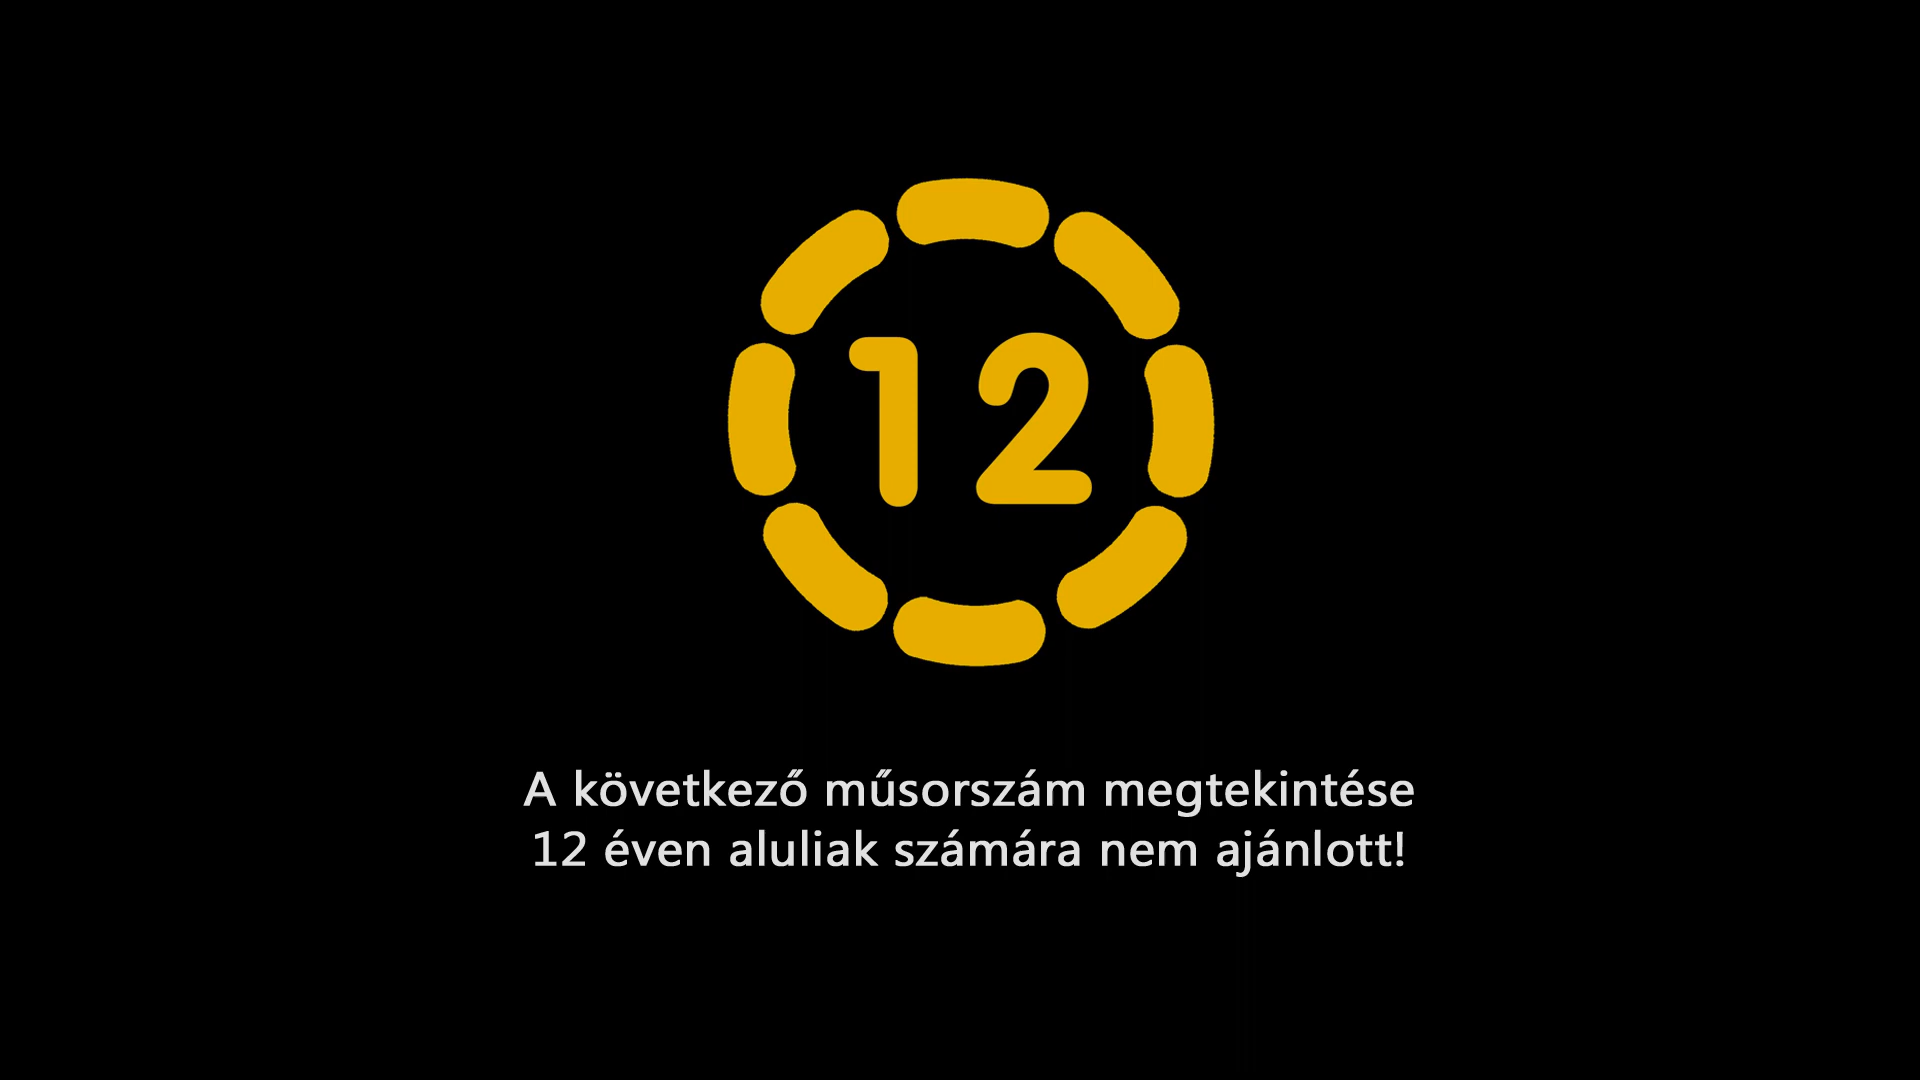 12
A következő műsorszám megtekintése
12 éven aluliak számára nem ajánlott!